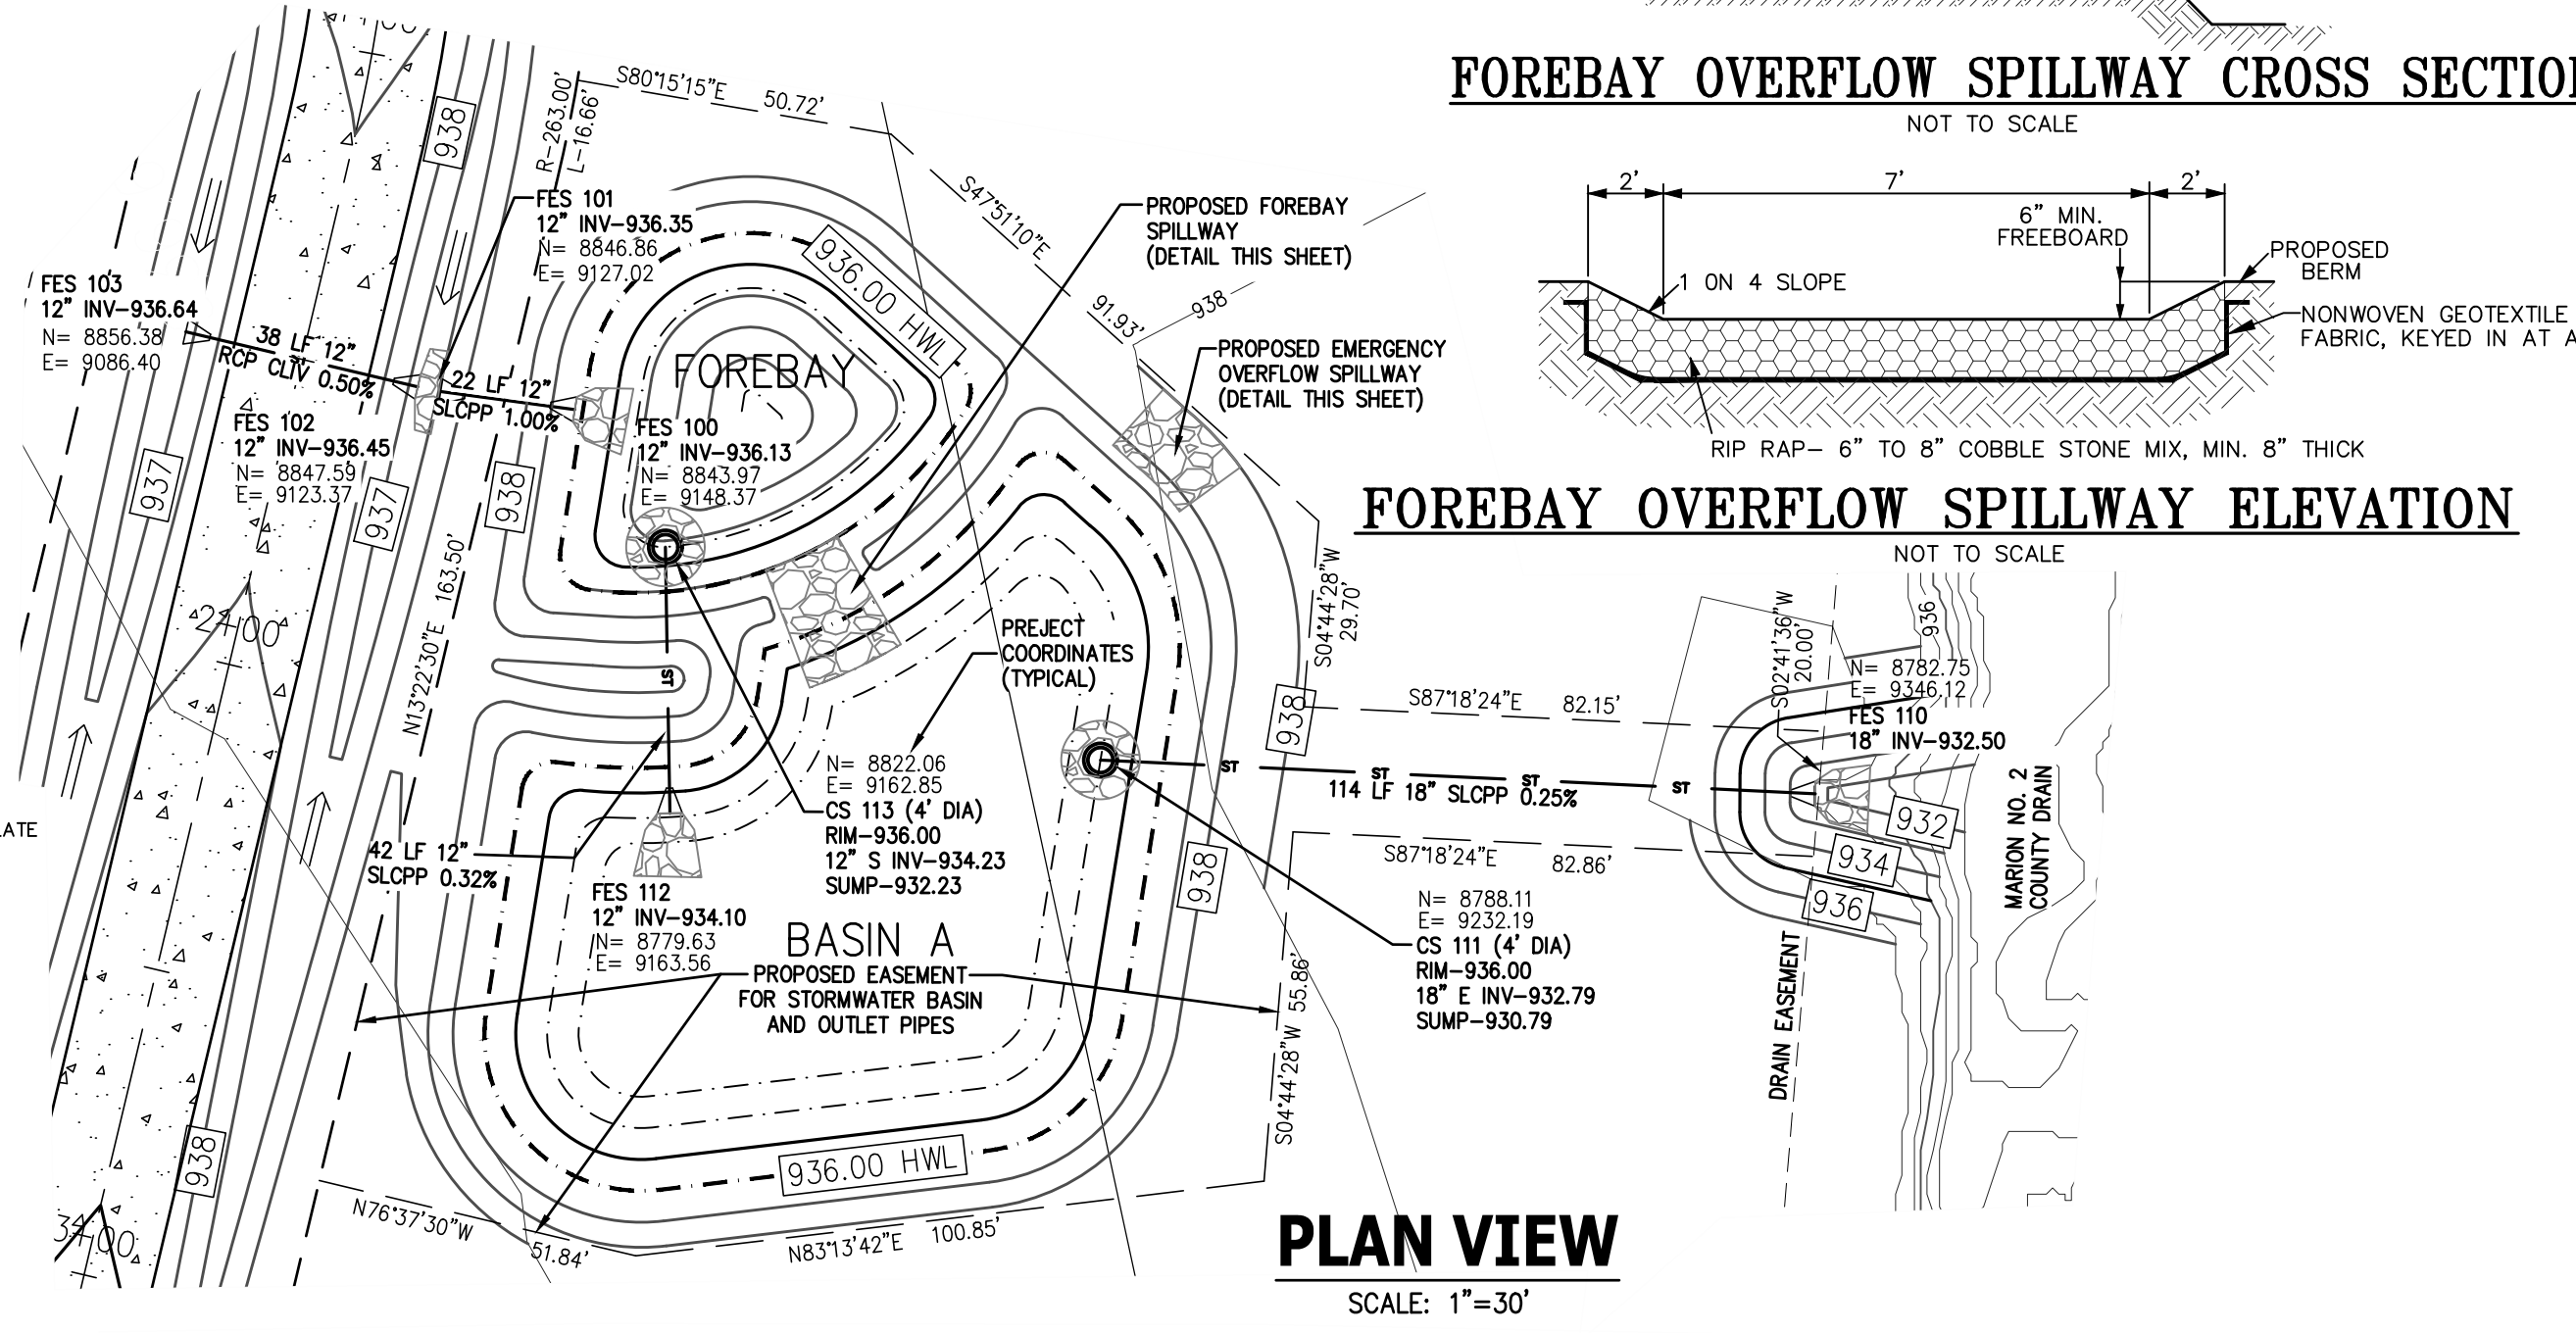 FOREBAY OVERFLOW SPILLWAY CROSS SECTION
NOT TO SCALE
2'
7'
2'
6" MIN.
FREEBOARD
PROPOSED
BERM
1 ON 4 SLOPE
NONWOVEN GEOTEXTILE
FABRIC, KEYED IN AT A
RIP RAP- 6" TO 8" COBBLE STONE MIX, MIN. 8" THICK
FOREBAY OVERFLOW SPILLWAY ELEVATION
NOT TO SCALE
S80°15'15"E 50.72'
R-263.00'
L-16.66'
938
S47°51'10"E
91.93'
938
FES 101
12" INV-936.35
N= 8846.86
E= 9127.02
936.00 HWL
PROPOSED FOREBAY
SPILLWAY
(DETAIL THIS SHEET)
PROPOSED EMERGENCY
OVERFLOW SPILLWAY
(DETAIL THIS SHEET)
FES 103
12" INV-936.64
N= 8856.38
E= 9086.40
38 LF 12"
RCP CLIV 0.50%
22 LF 12"
SLCPP 1.00%
FOREBAY
FES 102
12" INV-936.45
N= 8847.59
E= 9123.37
FES 100
12" INV-936.13
N= 8843.97
E= 9148.37
937
937
938
24+00
N13°22'30"E 163.50'
ST
PREJECT
COORDINATES
(TYPICAL)
S04°44'28"W
29.70'
938
S87°18'24"E 82.15'
S02°41'36"W
20.00'
936
N= 8782.75
E= 9346.12
FES 110
18" INV-932.50
N= 8822.06
E= 9162.85
CS 113 (4' DIA)
RIM-936.00
12" S INV-934.23
SUMP-932.23
ST
ST
ST
ST
114 LF 18" SLCPP 0.25%
S87°18'24"E 82.86'
932
934
936
MARION NO. 2
COUNTY DRAIN
DRAIN EASEMENT
LATE
42 LF 12"
SLCPP 0.32%
FES 112
12" INV-934.10
N= 8779.63
E= 9163.56
938
N= 8788.11
E= 9232.19
CS 111 (4' DIA)
RIM-936.00
18" E INV-932.79
SUMP-930.79
BASIN A
PROPOSED EASEMENT
FOR STORMWATER BASIN
AND OUTLET PIPES
S04°44'28"W 55.86'
938
936.00 HWL
34+00
N76°37'30"W
51.84'
N83°13'42"E 100.85'
PLAN VIEW
SCALE: 1"=30'